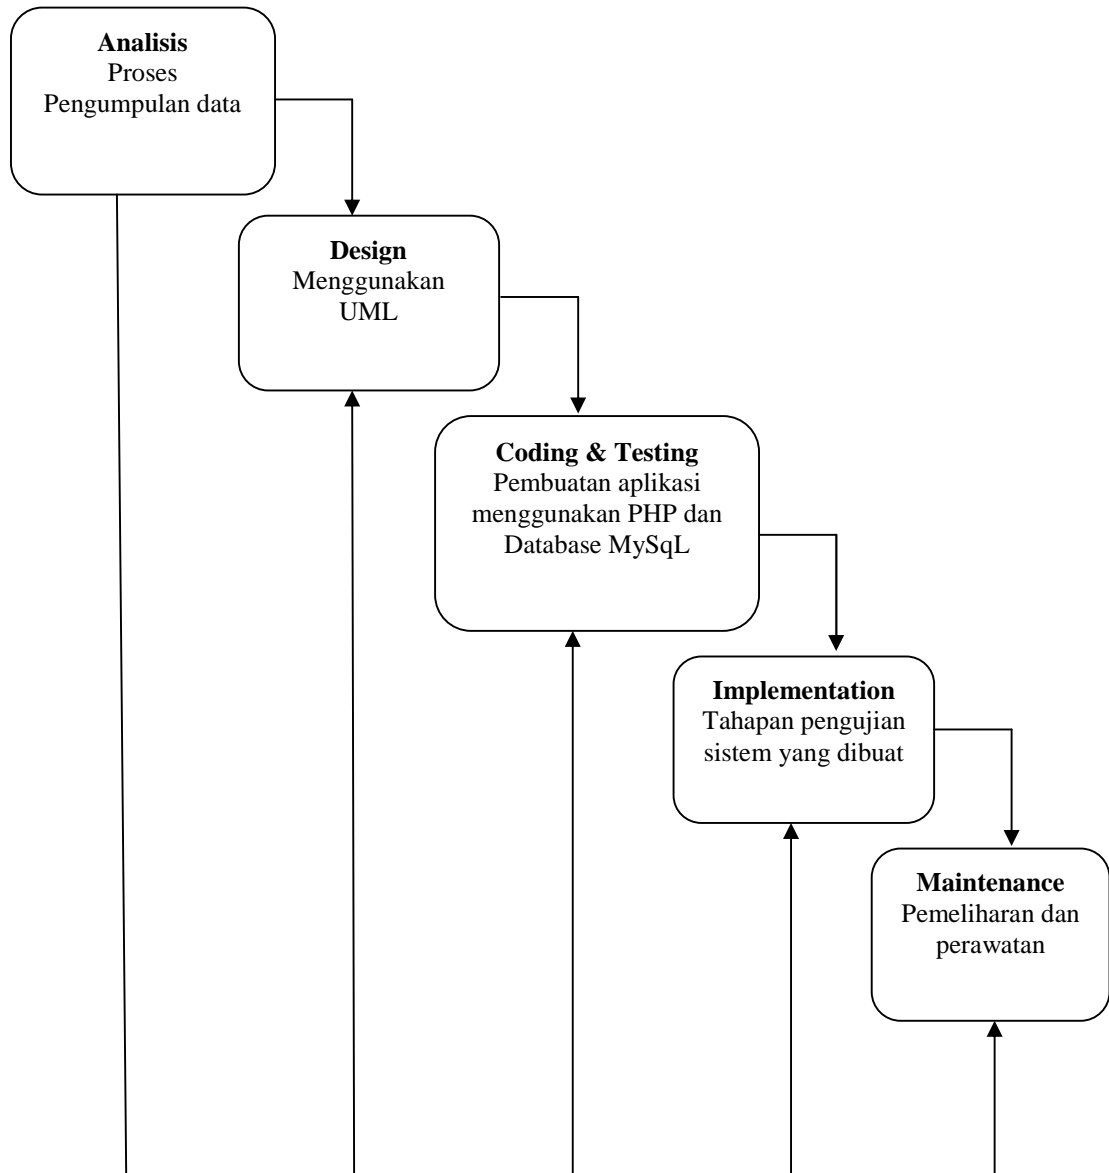 Analisis
Proses
Pengumpulan data
Design
Menggunakan
UML
Coding & Testing
Pembuatan aplikasi
menggunakan PHP dan
Database MySqL
Implementation
Tahapan pengujian
sistem yang dibuat
Maintenance
Pemeliharan dan
perawatan